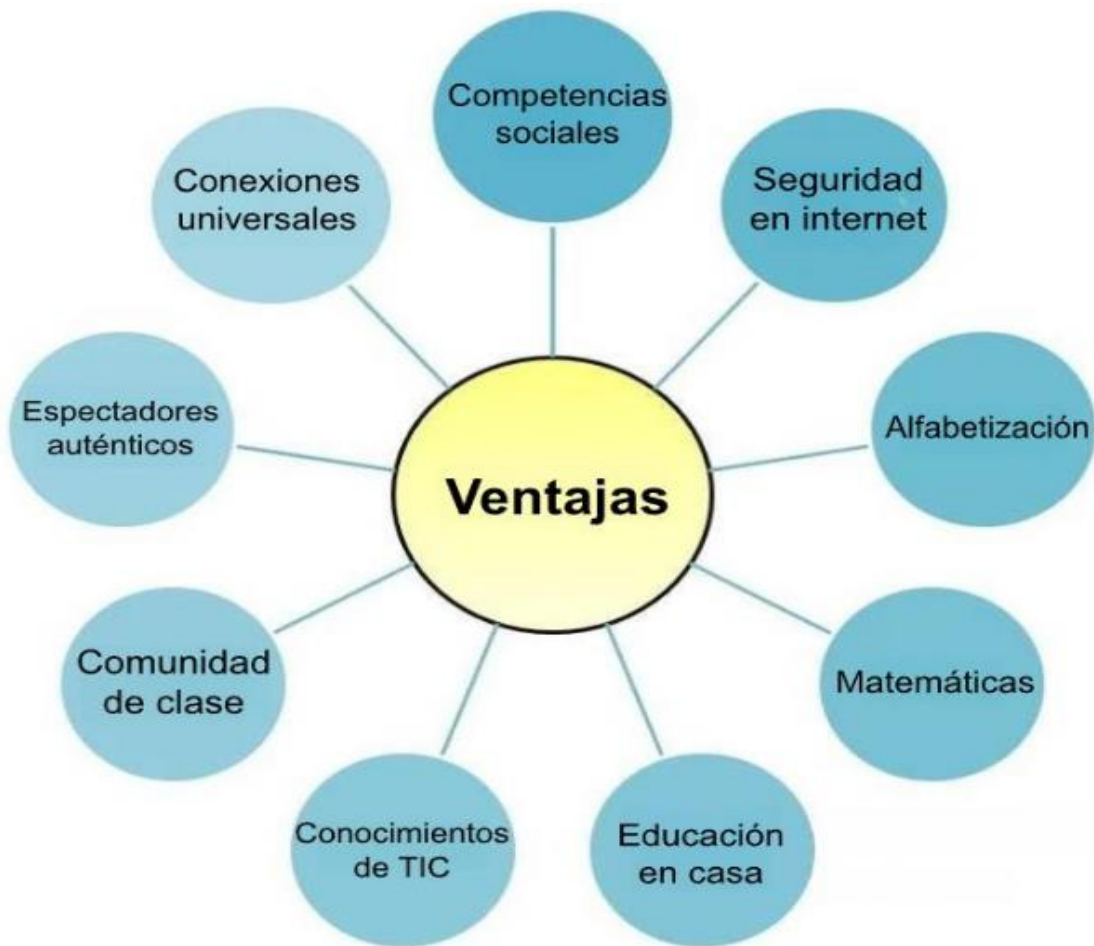 Competencias
sociales
Seguridad
en internet
Alfabetización
Matemáticas
Educación
en casa
Conocimientos
de TIC
Comunidad
de clase
Espectadores
auténticos
Conexiones
universales
Ventajas